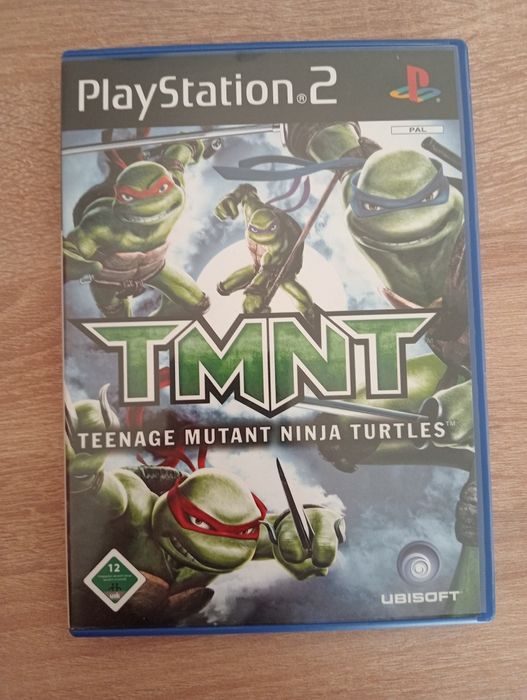 PlayStation®2
PAL
TMNT
TEENAGE MUTANT NINJA TURTLES™
12
UBISOFT